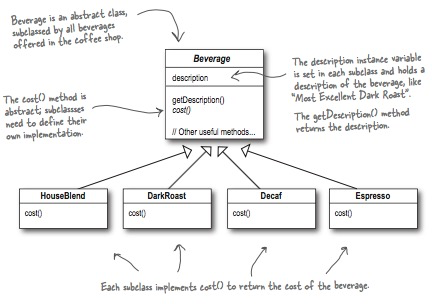 Beverage is an abstract class,
subclassed by all beverages
offered in the coffee shop.
Beverage
description
getDescription()
cost()
// Other useful methods...
The cost() method is
abstract; subclassses
need to define their
own implementation.
The description instance variable
is set in each subclass and holds a
description of the beverage, like
"Most Excellent Dark Roast".
The getDescription() method
returns the description.
HouseBlend
cost()
DarkRoast
cost()
Decaf
cost()
Espresso
cost()
Each subclass implements cost() to return the cost of the beverage.